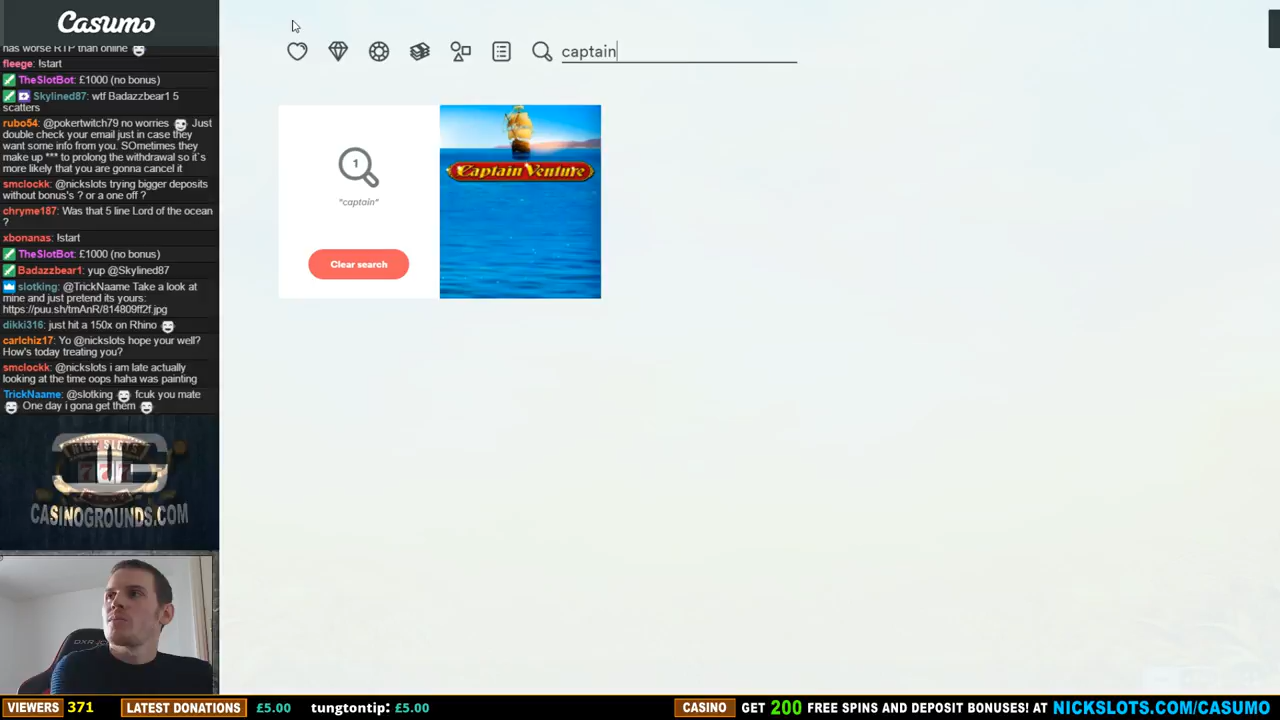 Casumo
has worse RTP than online
fleege: !start
TheSlotBot: £1000 (no bonus)
Skylined87: wtf Badazzbear1 5
scatters
rubo54: @pokertwitch79 no worries Just
double check your email just in case they
want some info from you. SOmetimes they
make up *** to prolong the withdrawal so it`s
more likely that you are gonna cancel it
smclockk: @nickslots trying bigger deposits
without bonus's ? or a one off ?
chryme187: Was that 5 line Lord of the ocean
?
xbonanas: !start
TheSlotBot: £1000 (no bonus)
Badazzbear1: yup @Skylined87
slotking: @TrickNaame Take a look at
mine and just pretend its yours:
https://puu.sh/tmAnR/814809ff2f.jpg
dikki316: just hit a 150x on Rhino
carlchiz17: Yo @nickslots hope your well?
How's today treating you?
smclockk: @nickslots i am late actually
looking at the time oops haha was painting
TrickNaame: @slotking fcuk you mate
One day i gona get them
777
CASINOGROUNDS.COM
captain
1
"captain"
Clear search
Captain Venture
VIEWERS 371 LATEST DONATIONS £5.00 tungtontip: £5.00 CASINO GET 200 FREE SPINS AND DEPOSIT BONUSES! AT NICKSLOTS.COM/CASUMO